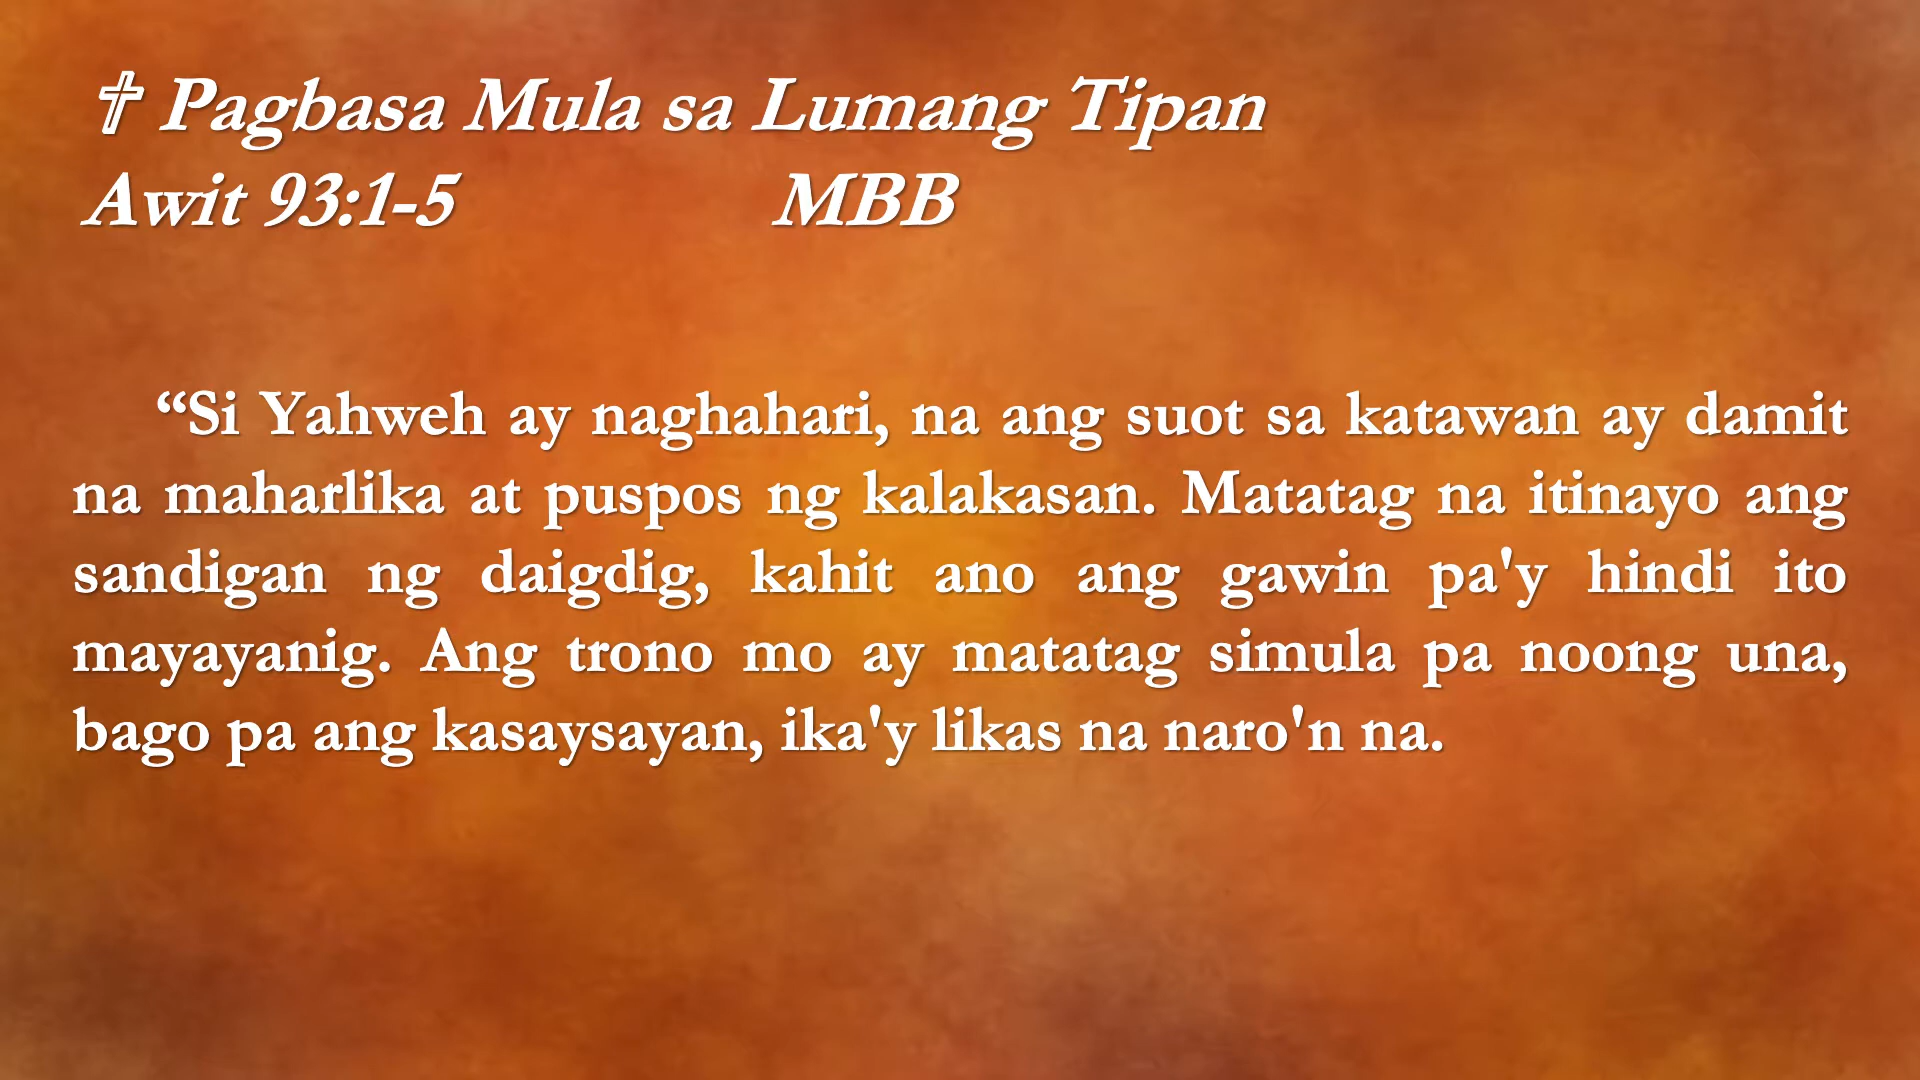 ✝ Pagbasa Mula sa Lumang Tipan
Awit 93:1-5 MBB
“Si Yahweh ay naghahari, na ang suot sa katawan ay damit
na maharlika at puspos ng kalakasan. Matatag na itinayo ang
sandigan ng daigdig, kahit ano ang gawin pa'y hindi ito
mayayanig. Ang trono mo ay matatag simula pa noong una,
bago pa ang kasaysayan, ika'y likas na naro'n na.